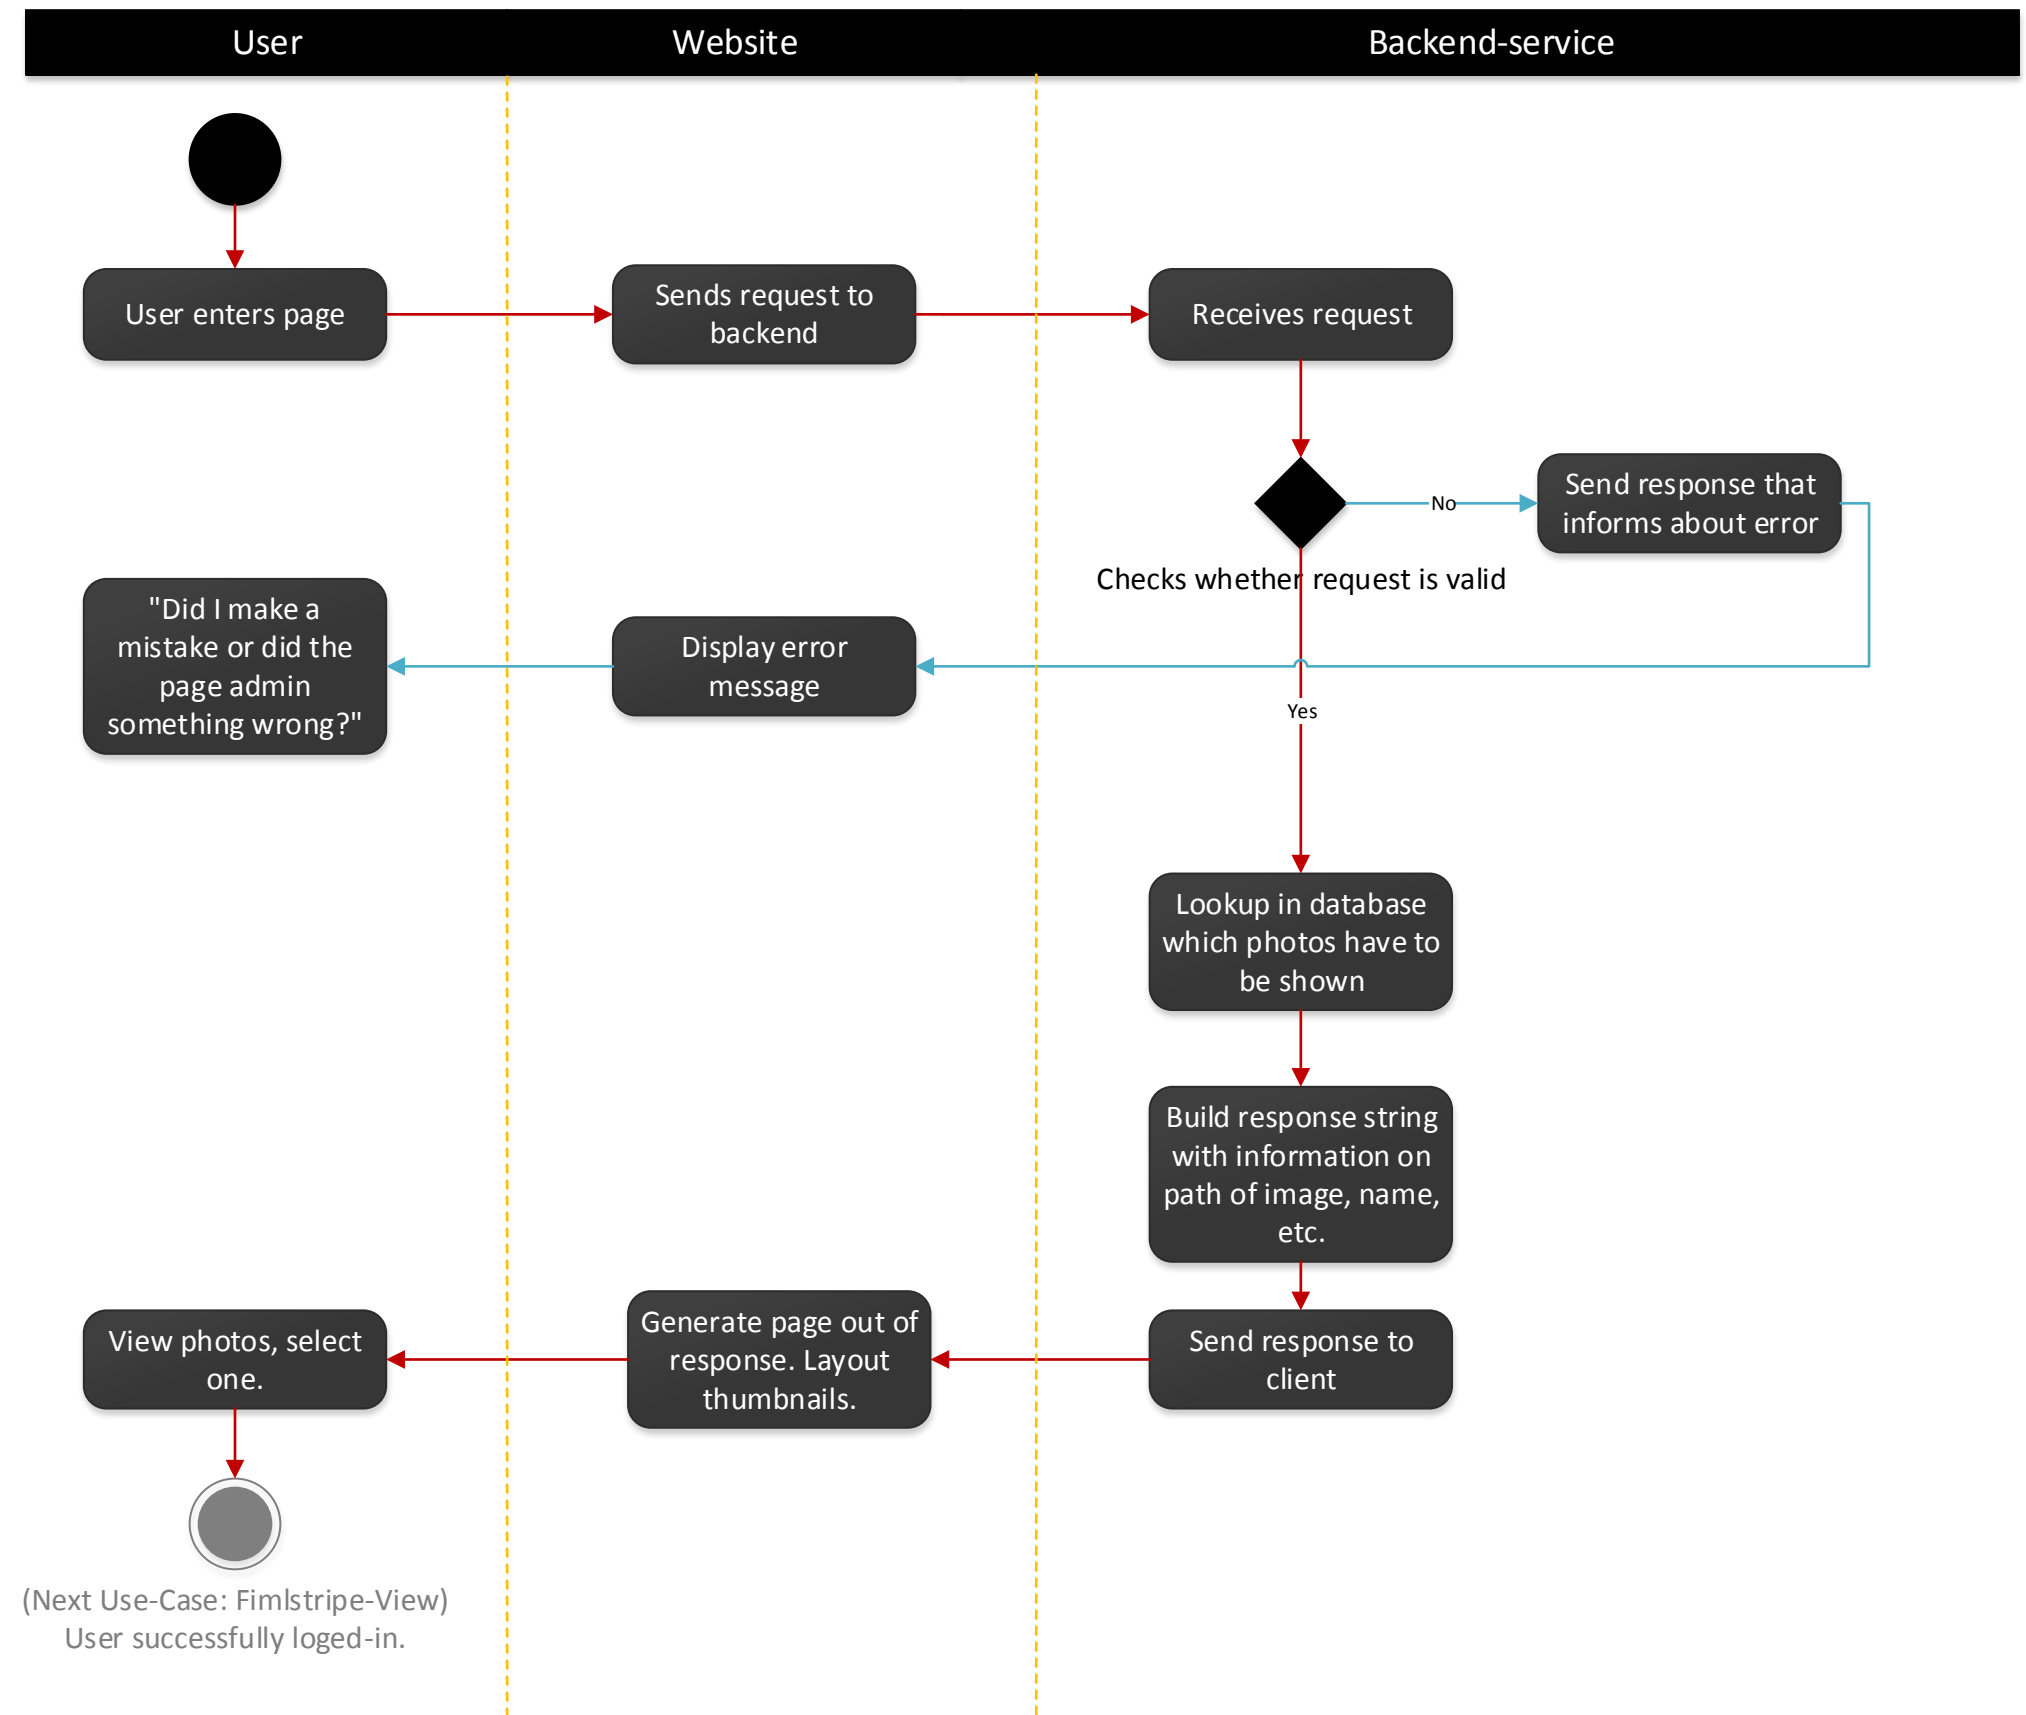 User
Website
Backend-service
User enters page
Sends request to
backend
Receives request
No
Send response that
informs about error
Checks whether request is valid
"Did I make a
mistake or did the
page admin
something wrong?"
Display error
message
Yes
Lookup in database
which photos have to
be shown
Build response string
with information on
path of image, name,
etc.
View photos, select
one.
Generate page out of
response. Layout
thumbnails.
Send response to
client
(Next Use-Case: Fimlstripe-View)
User successfully loged-in.